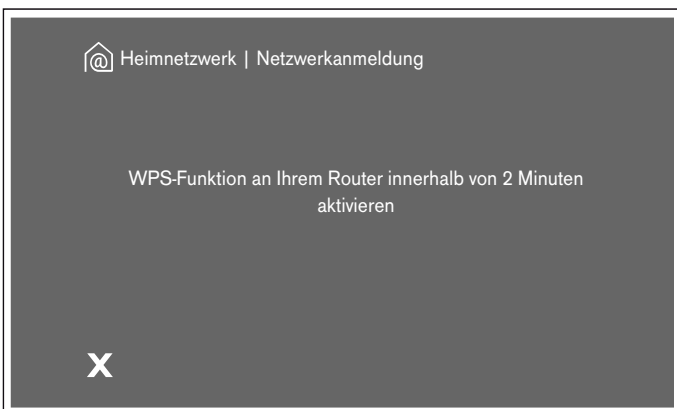 @ Heimnetzwerk | Netzwerkanmeldung
WPS-Funktion an Ihrem Router innerhalb von 2 Minuten
aktivieren
X